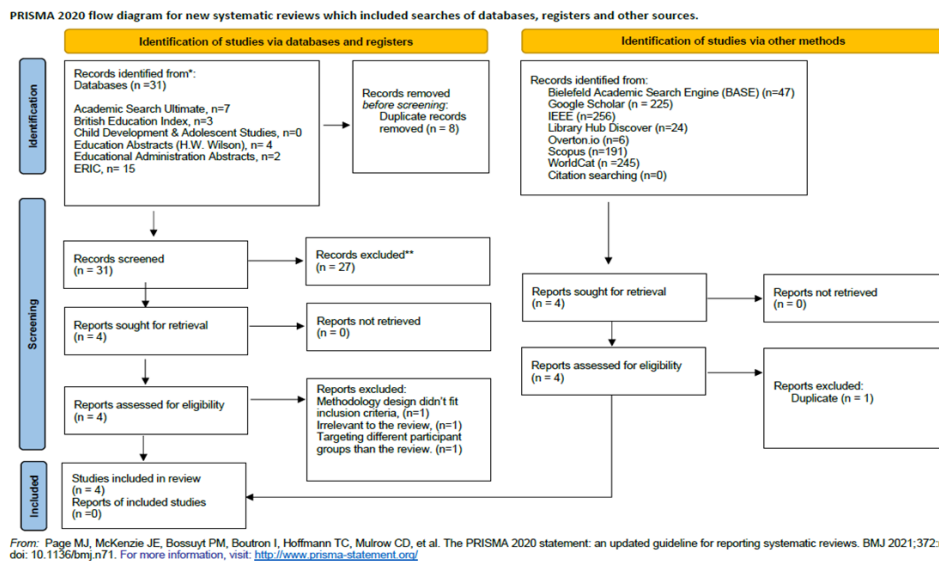 PRISMA 2020 flow diagram for new systematic reviews which included searches of databases, registers and other sources.
Identification of studies via databases and registers
Identification of studies via other methods
Identification
Records identified from*:
Databases (n =31)
Academic Search Ultimate, n=7
British Education Index, n=3
Child Development & Adolescent Studies, n=0
Education Abstracts (H.W. Wilson), n= 4
Educational Administration Abstracts, n=2
ERIC, n= 15
Records removed
before screening:
Duplicate records
removed (n = 8)
Records identified from:
Bielefeld Academic Search Engine (BASE) (n=47)
Google Scholar (n = 225)
IEEE (n=256)
Library Hub Discover (n=24)
Overton.io (n=6)
Scopus (n=191)
WorldCat (n =245)
Citation searching (n=0)
Screening
Records screened
(n = 31)
Records excluded**
(n = 27)
Reports sought for retrieval
(n = 4)
Reports not retrieved
(n = 0)
Reports sought for retrieval
(n = 4)
Reports not retrieved
(n = 0)
Reports assessed for eligibility
(n = 4)
Reports excluded:
Methodology design didn't fit
inclusion criteria, (n=1)
Irrelevant to the review, (n=1)
Targeting different participant
groups than the review. (n=1)
Reports assessed for eligibility
(n = 4)
Reports excluded:
Duplicate (n = 1)
Included
Studies included in review
(n = 4)
Reports of included studies
(n =0)
From: Page MJ, McKenzie JE, Bossuyt PM, Boutron I, Hoffmann TC, Mulrow CD, et al. The PRISMA 2020 statement: an updated guideline for reporting systematic reviews. BMJ 2021;372:
doi: 10.1136/bmj.n71. For more information, visit: http://www.prisma-statement.org/